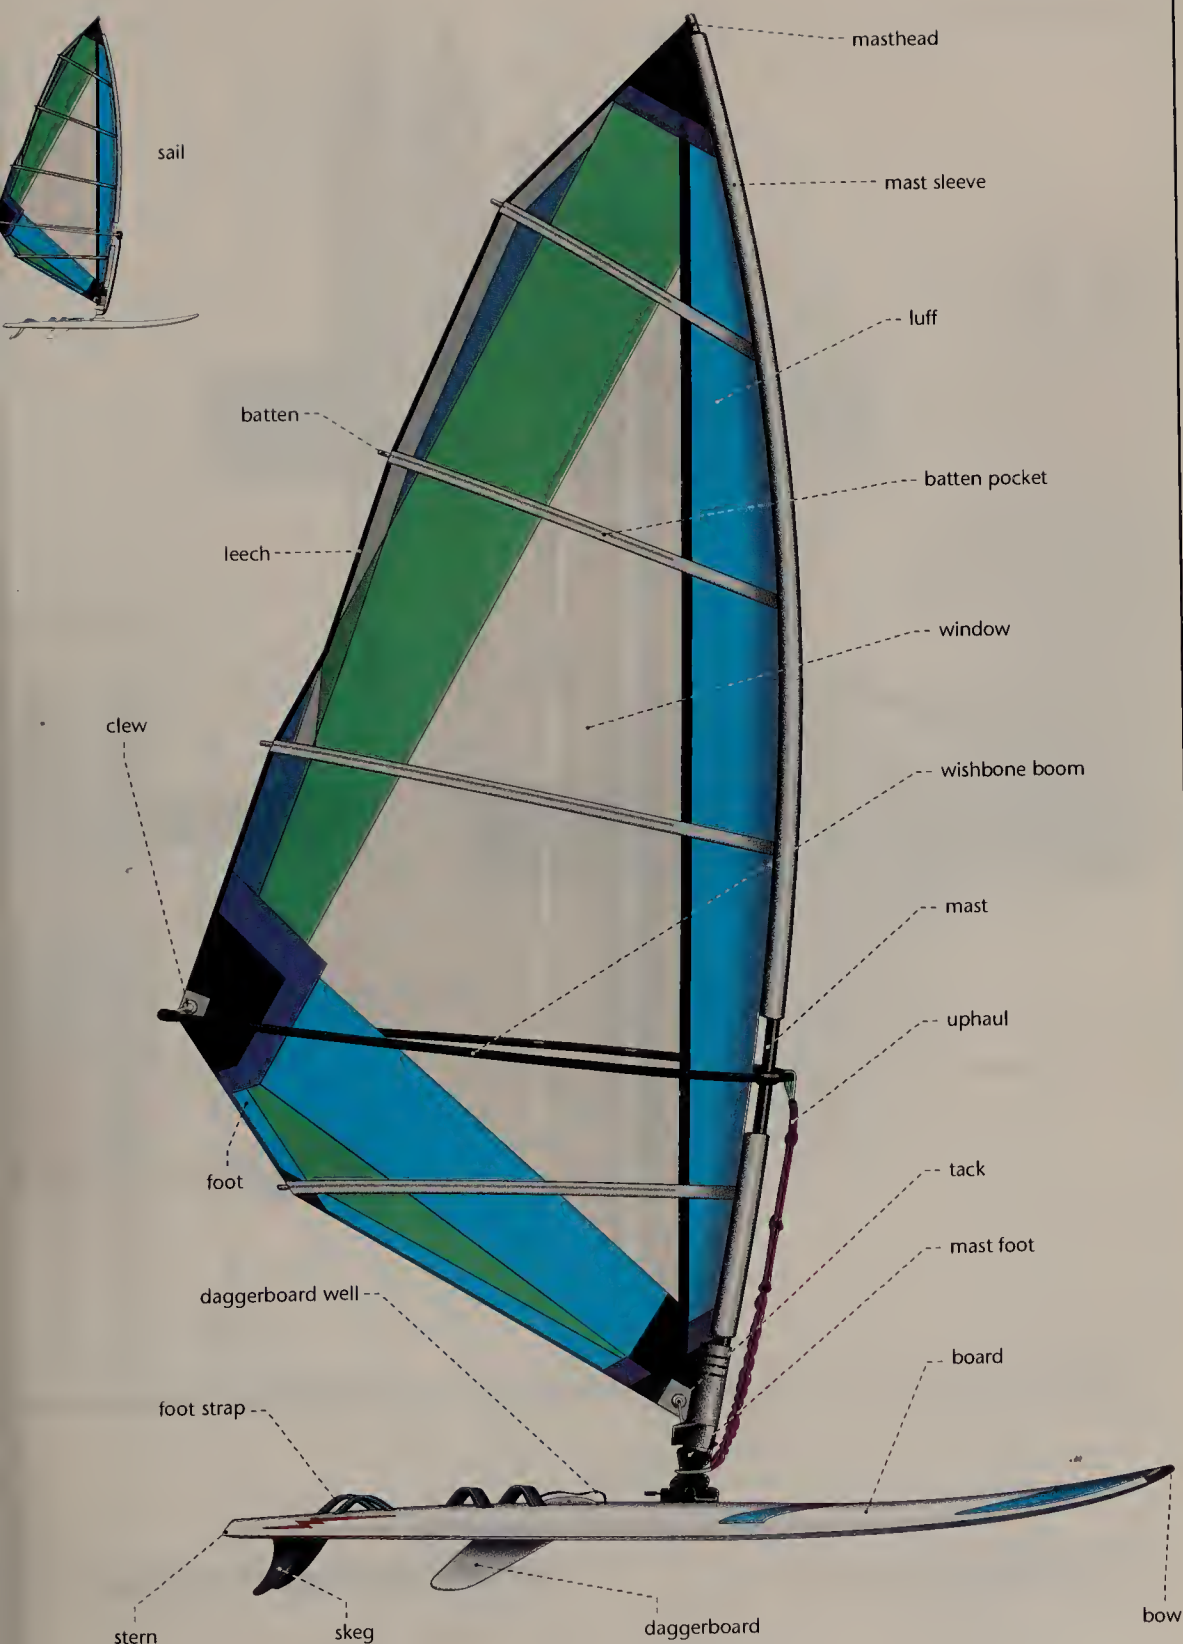 masthead
sail
mast sleeve
luff
batten
batten pocket
leech
window
clew
wishbone boom
mast
uphaul
foot
tack
mast foot
daggerboard well
board
foot strap
bow
stern
skeg
daggerboard